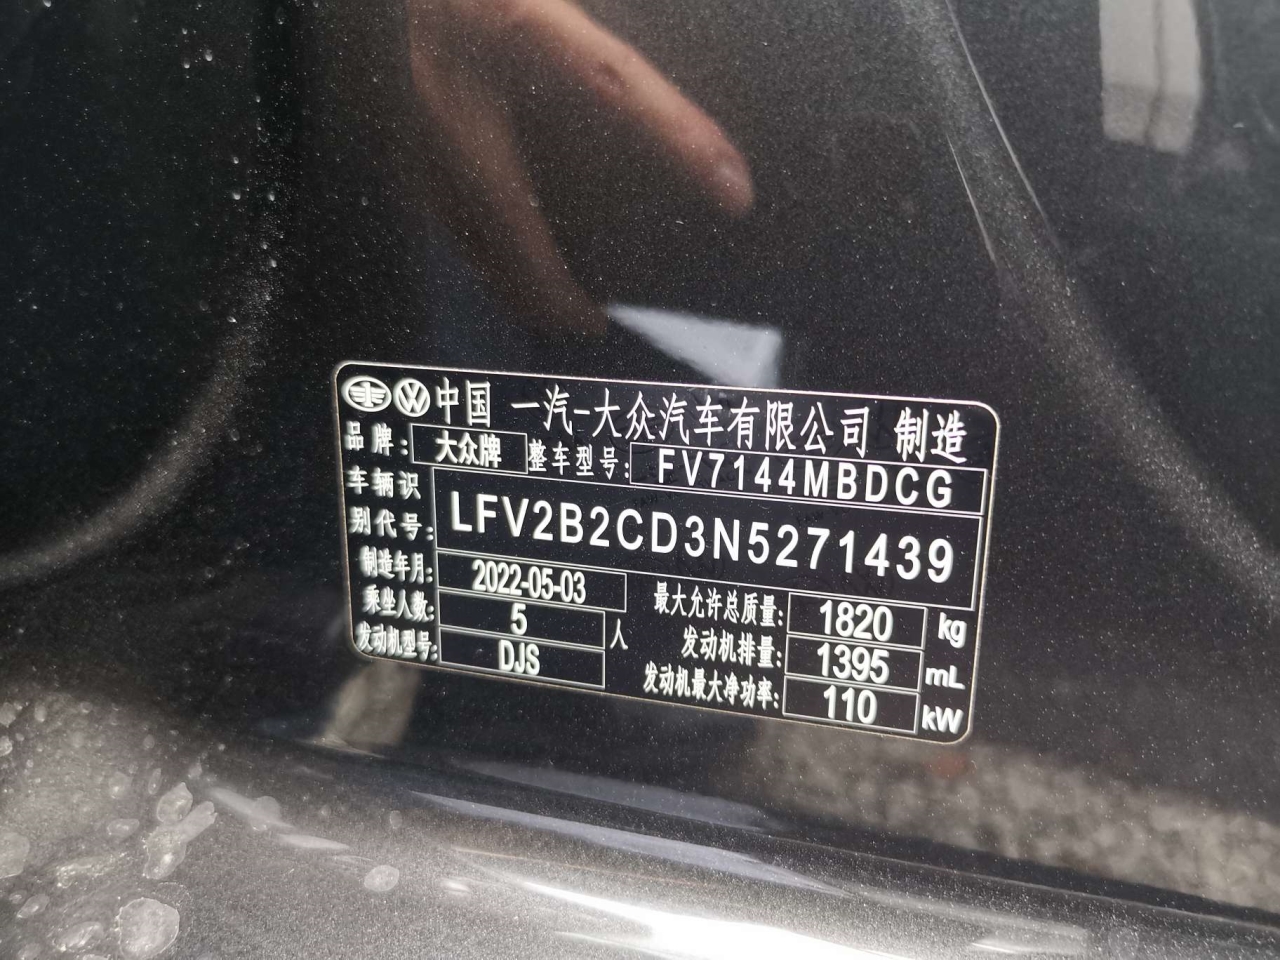 中国 一汽-大众汽车有限公司 制造
品牌: 大众牌 整车型号: FV7144MBDCG
车辆识别代号: LFV2B2CD3N5271439
制造年月: 2022-05-03 最大允许总质量: 1820 kg
乘坐人数: 5 人 发动机排量: 1395 mL
发动机型号: DJS 发动机最大净功率: 110 kW